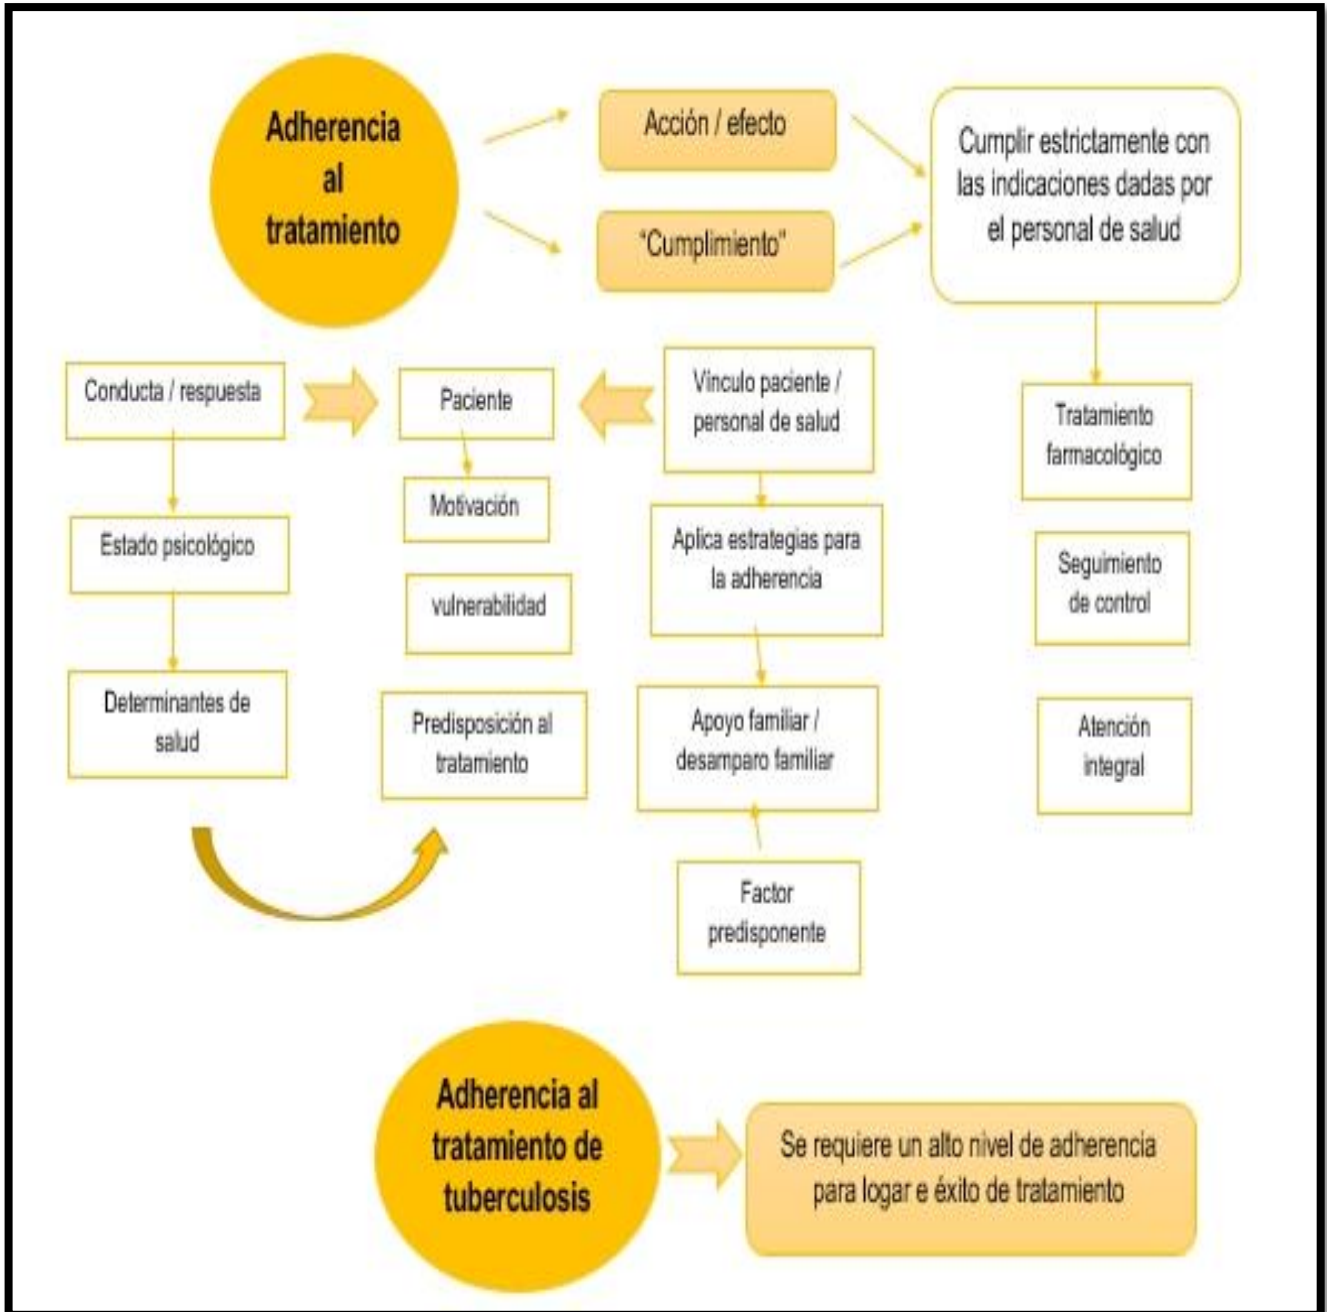 Adherencia
al
tratamiento
Acción / efecto
“Cumplimiento”
Cumplir estrictamente con
las indicaciones dadas por
el personal de salud
Conducta / respuesta
Estado psicológico
Determinantes de
salud
Paciente
Motivación
vulnerabilidad
Predisposición al
tratamiento
Vínculo paciente /
personal de salud
Aplica estrategias para
la adherencia
Apoyo familiar /
desamparo familiar
Factor
predisponente
Tratamiento
farmacológico
Seguimiento
de control
Atención
integral
Adherencia al
tratamiento de
tuberculosis
Se requiere un alto nivel de adherencia
para logar e éxito de tratamiento